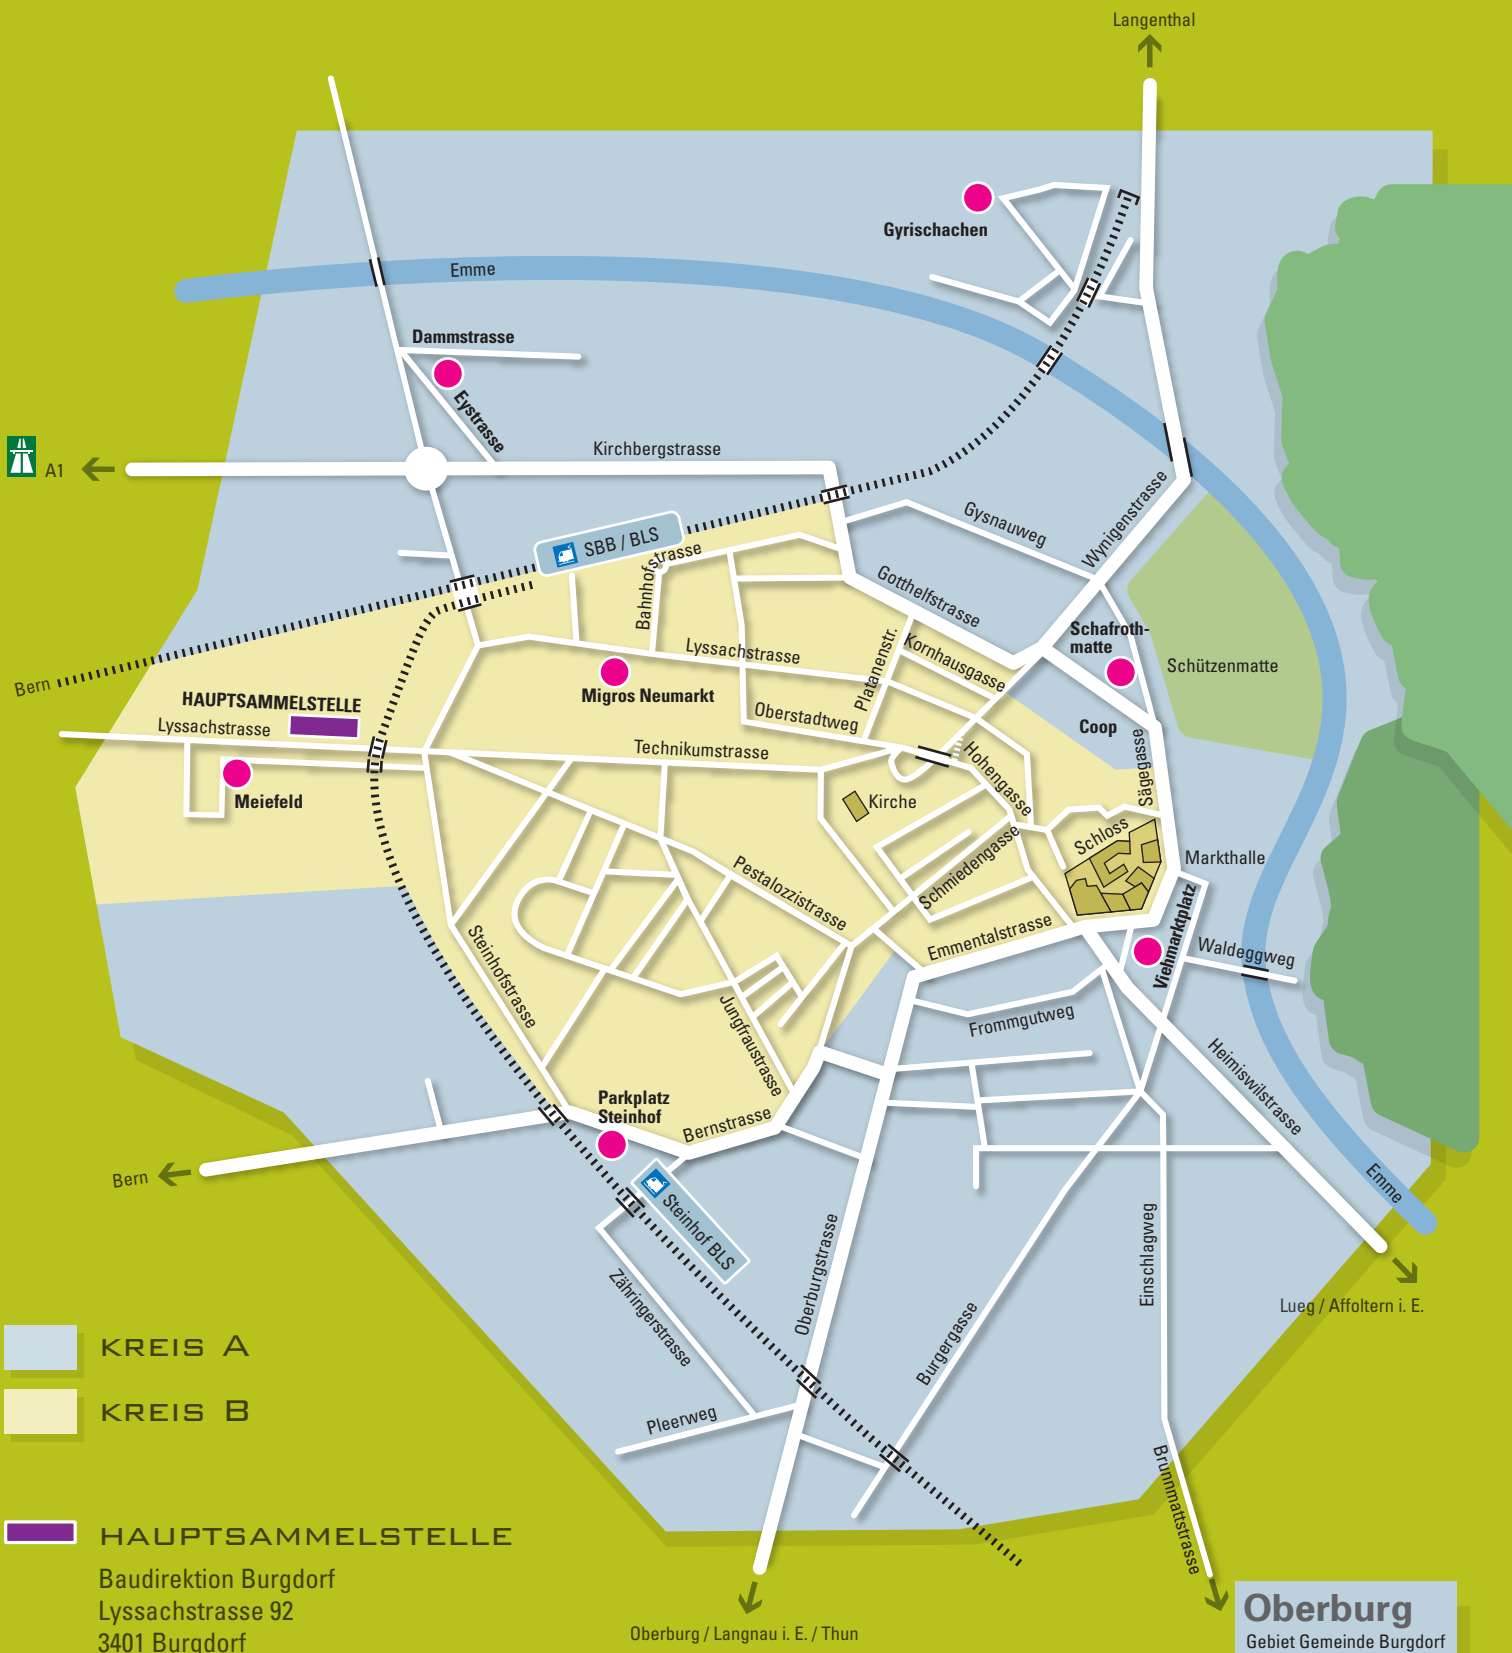 Langenthal
Gyrischachen
Emme
Dammstrasse
Eystrasse
Kirchbergstrasse
A1
SBB / BLS
Gysnauweg
Wynigenstrasse
Bahnhofstrasse
Gotthelfstrasse
Schafroth-
matte
Schützenmatte
Lyssachstrasse
Platanenstr.
Kornhausgasse
Bern
HAUPTSAMMELSTELLE
Migros Neumarkt
Lyssachstrasse
Oberstadtweg
Coop
Technikumstrasse
Hohengasse
Sägegasse
Meiefeld
Kirche
Schloss
Markthalle
Schmiedengasse
Pestalozzistrasse
Emmentalstrasse
Viehmarktplatz
Waldeggweg
Steinhofstrasse
Jungfraustrasse
Frommgutweg
Heimiswilstrasse
Parkplatz
Steinhof
Bernstrasse
Bern
Emme
Steinhof BLS
Oberburgstrasse
Einschlagweg
Zähringerstrasse
Burgergasse
Lueg / Affoltern i. E.
Pleerweg
Brunnmattstrasse
KREIS A
KREIS B
HAUPTSAMMELSTELLE
Baudirektion Burgdorf
Lyssachstrasse 92
3401 Burgdorf
Oberburg / Langnau i. E. / Thun
Oberburg
Gebiet Gemeinde Burgdorf